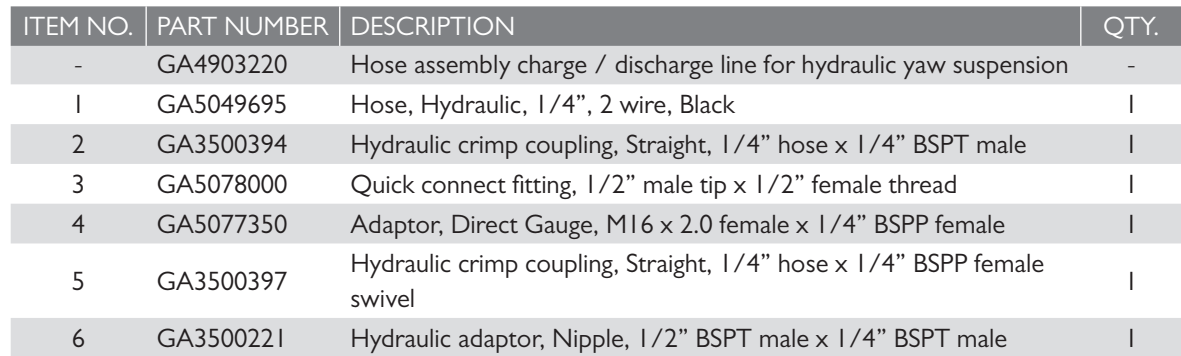 ITEM NO. PART NUMBER DESCRIPTION QTY.
- GA4903220 Hose assembly charge / discharge line for hydraulic yaw suspension -
1 GA5049695 Hose, Hydraulic, 1/4”, 2 wire, Black 1
2 GA3500394 Hydraulic crimp coupling, Straight, 1/4” hose x 1/4” BSPT male 1
3 GA5078000 Quick connect fitting, 1/2” male tip x 1/2” female thread 1
4 GA5077350 Adaptor, Direct Gauge, M16 x 2.0 female x 1/4” BSPP female 1
5 GA3500397 Hydraulic crimp coupling, Straight, 1/4” hose x 1/4” BSPP female
swivel 1
6 GA3500221 Hydraulic adaptor, Nipple, 1/2” BSPT male x 1/4” BSPT male 1